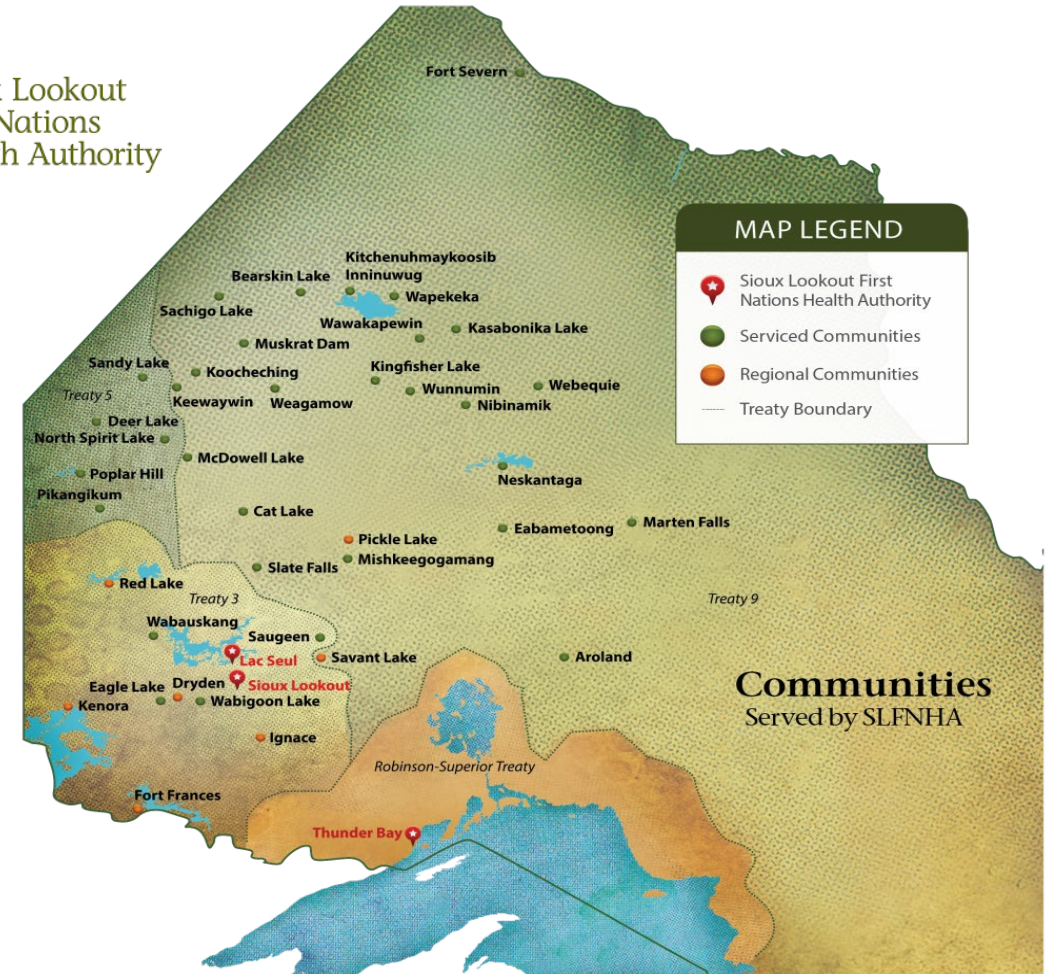 Lookout
Nations
h Authority
Fort Severn
MAP LEGEND
Sioux Lookout First
Nations Health Authority
Serviced Communities
Regional Communities
Treaty Boundary
Kitchenuhmaykoosib
Inninuwug
Bearskin Lake
Wapekeka
Sachigo Lake
Wawakapewin
Kasabonika Lake
Muskrat Dam
Sandy Lake
Koocheching
Kingfisher Lake
Treaty 5
Keewaywin
Weagamow
Wunnumin
Webequie
Nibinamik
Deer Lake
North Spirit Lake
McDowell Lake
Poplar Hill
Neskantaga
Pikangikum
Cat Lake
Eabametoong
Marten Falls
Pickle Lake
Mishkeegogamang
Slate Falls
Red Lake
Treaty 3
Treaty 9
Wabauskang
Saugeen
Lac Seul
Savant Lake
Aroland
Eagle Lake
Dryden
Sioux Lookout
Kenora
Wabigoon Lake
Communities
Served by SLFNHA
Ignace
Robinson-Superior Treaty
Fort Frances
Thunder Bay